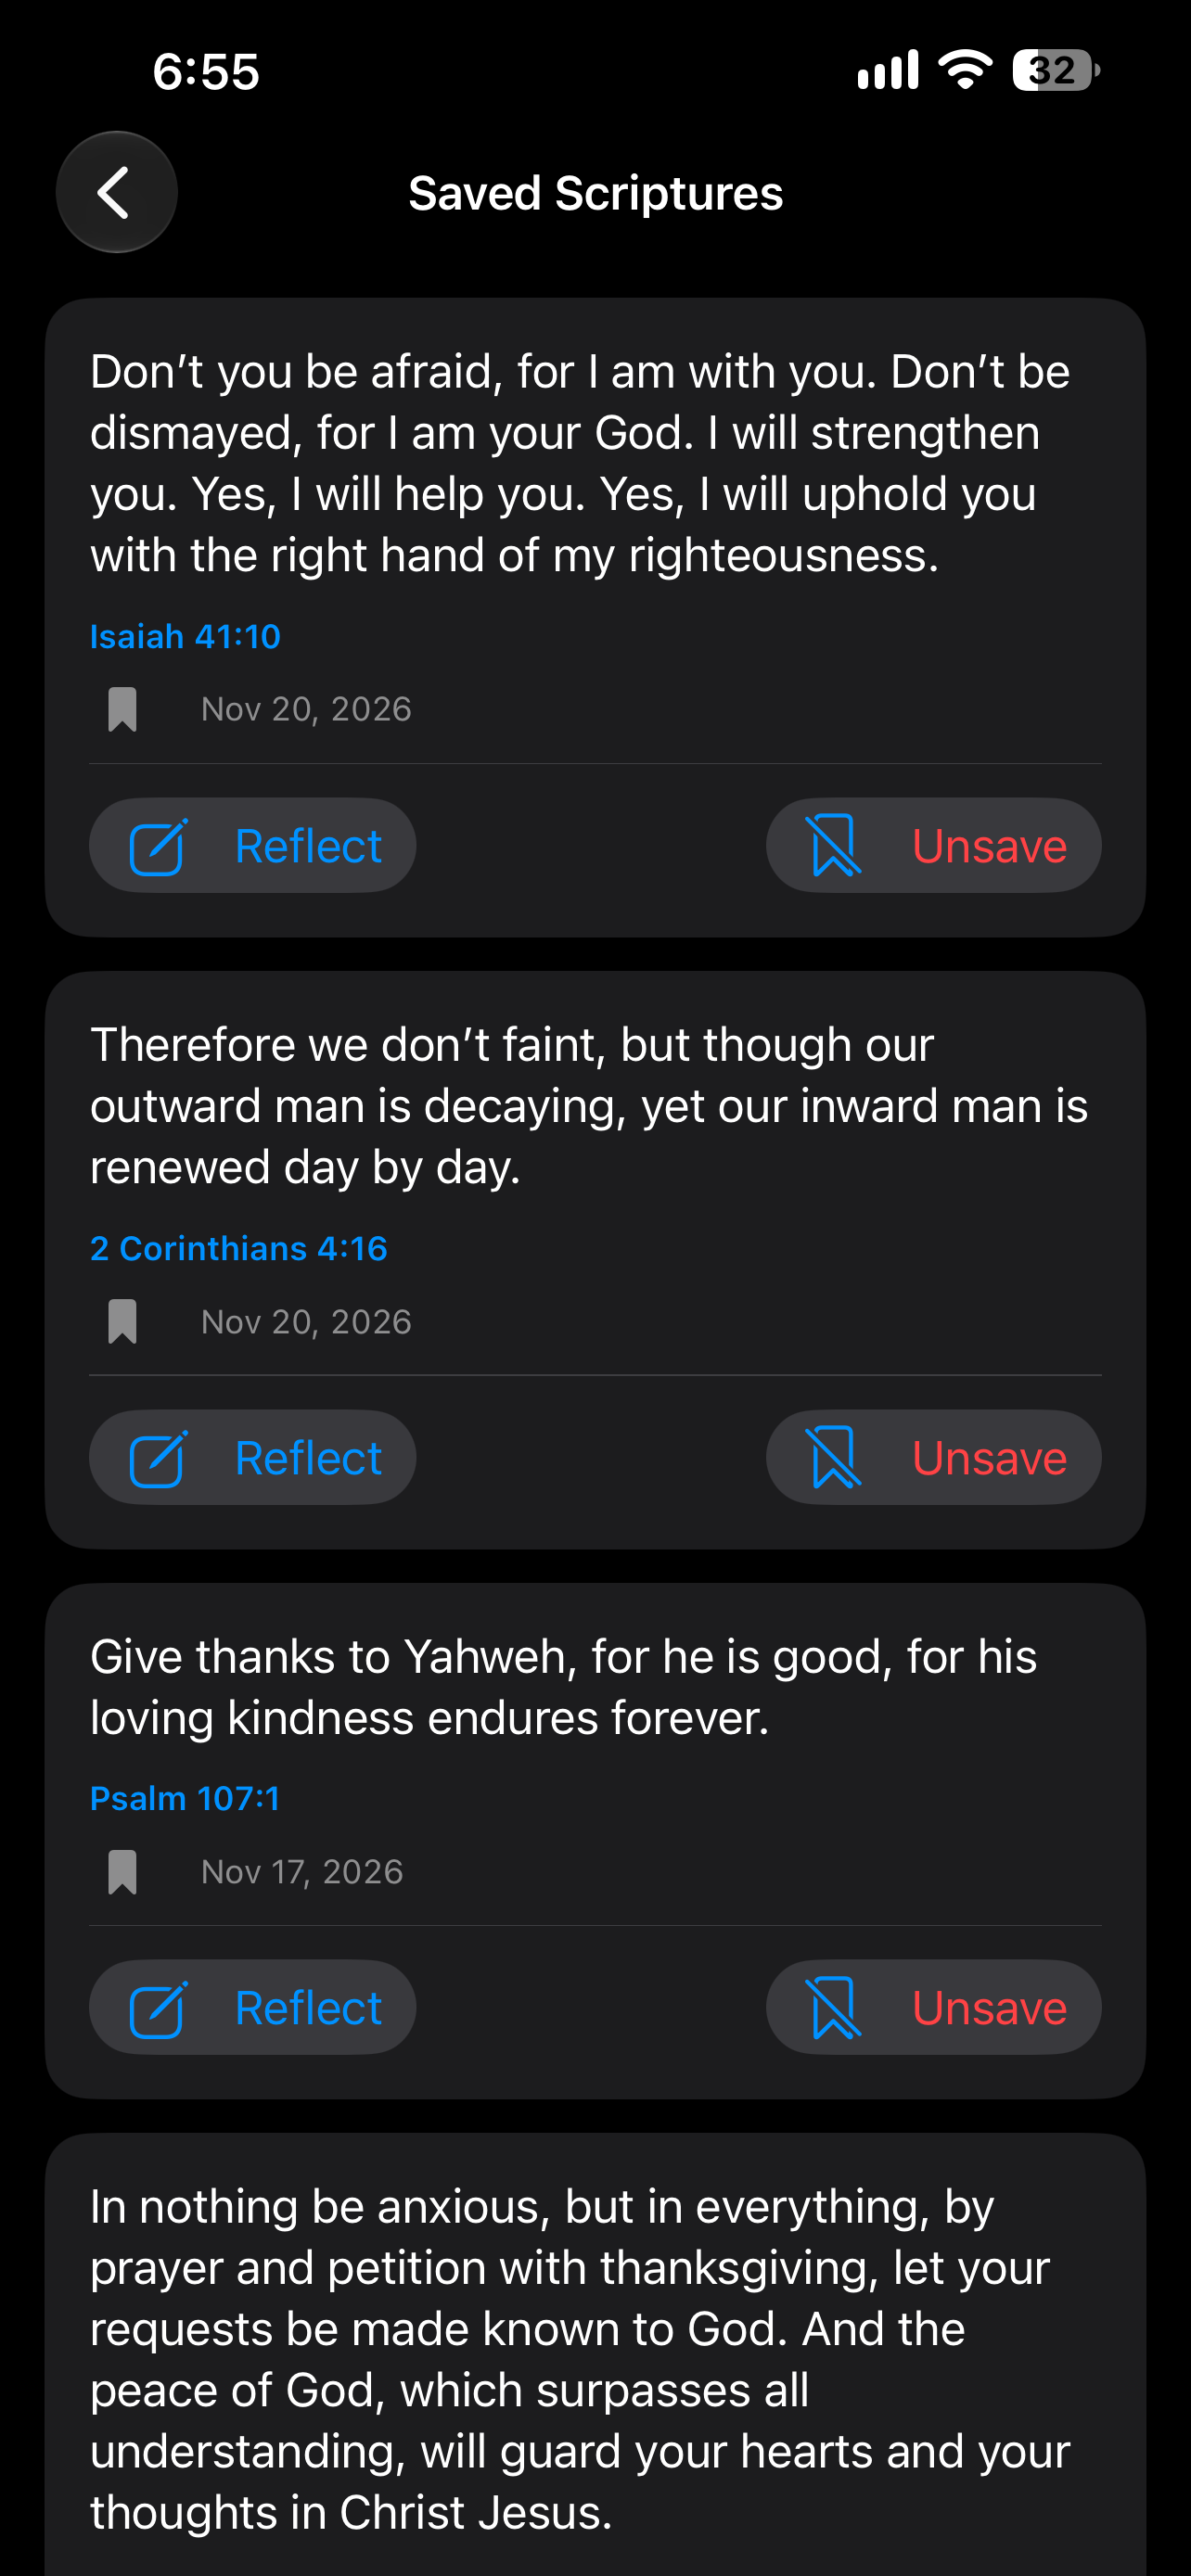 6:55
32
Saved Scriptures
Don’t you be afraid, for I am with you. Don’t be
dismayed, for I am your God. I will strengthen
you. Yes, I will help you. Yes, I will uphold you
with the right hand of my righteousness.
Isaiah 41:10
Nov 20, 2026
Reflect
Unsave
Therefore we don’t faint, but though our
outward man is decaying, yet our inward man is
renewed day by day.
2 Corinthians 4:16
Nov 20, 2026
Reflect
Unsave
Give thanks to Yahweh, for he is good, for his
loving kindness endures forever.
Psalm 107:1
Nov 17, 2026
Reflect
Unsave
In nothing be anxious, but in everything, by
prayer and petition with thanksgiving, let your
requests be made known to God. And the
peace of God, which surpasses all
understanding, will guard your hearts and your
thoughts in Christ Jesus.